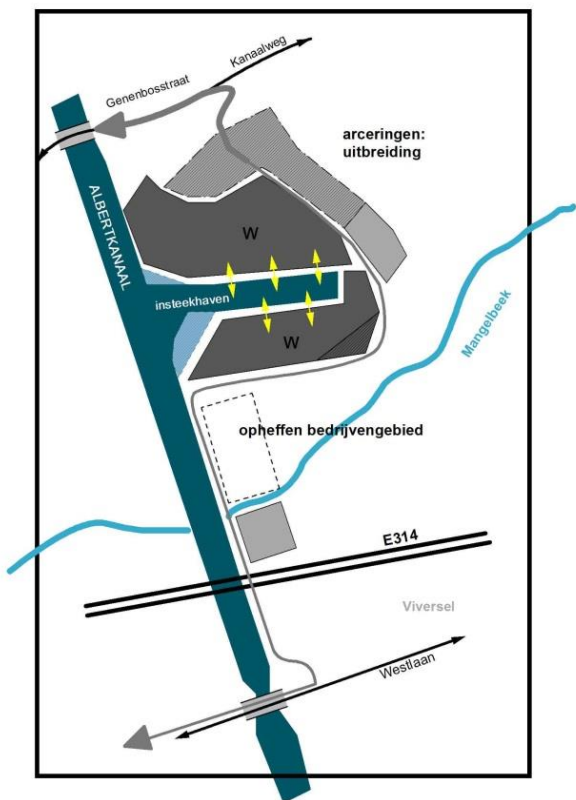 Kanaalweg
Genenbosstraat
arceringen:
uitbreiding
ALBERTKANAAL
W
insteekhaven
W
Mangelbeek
opheffen bedrijvengebied
E314
Viversel
Westlaan